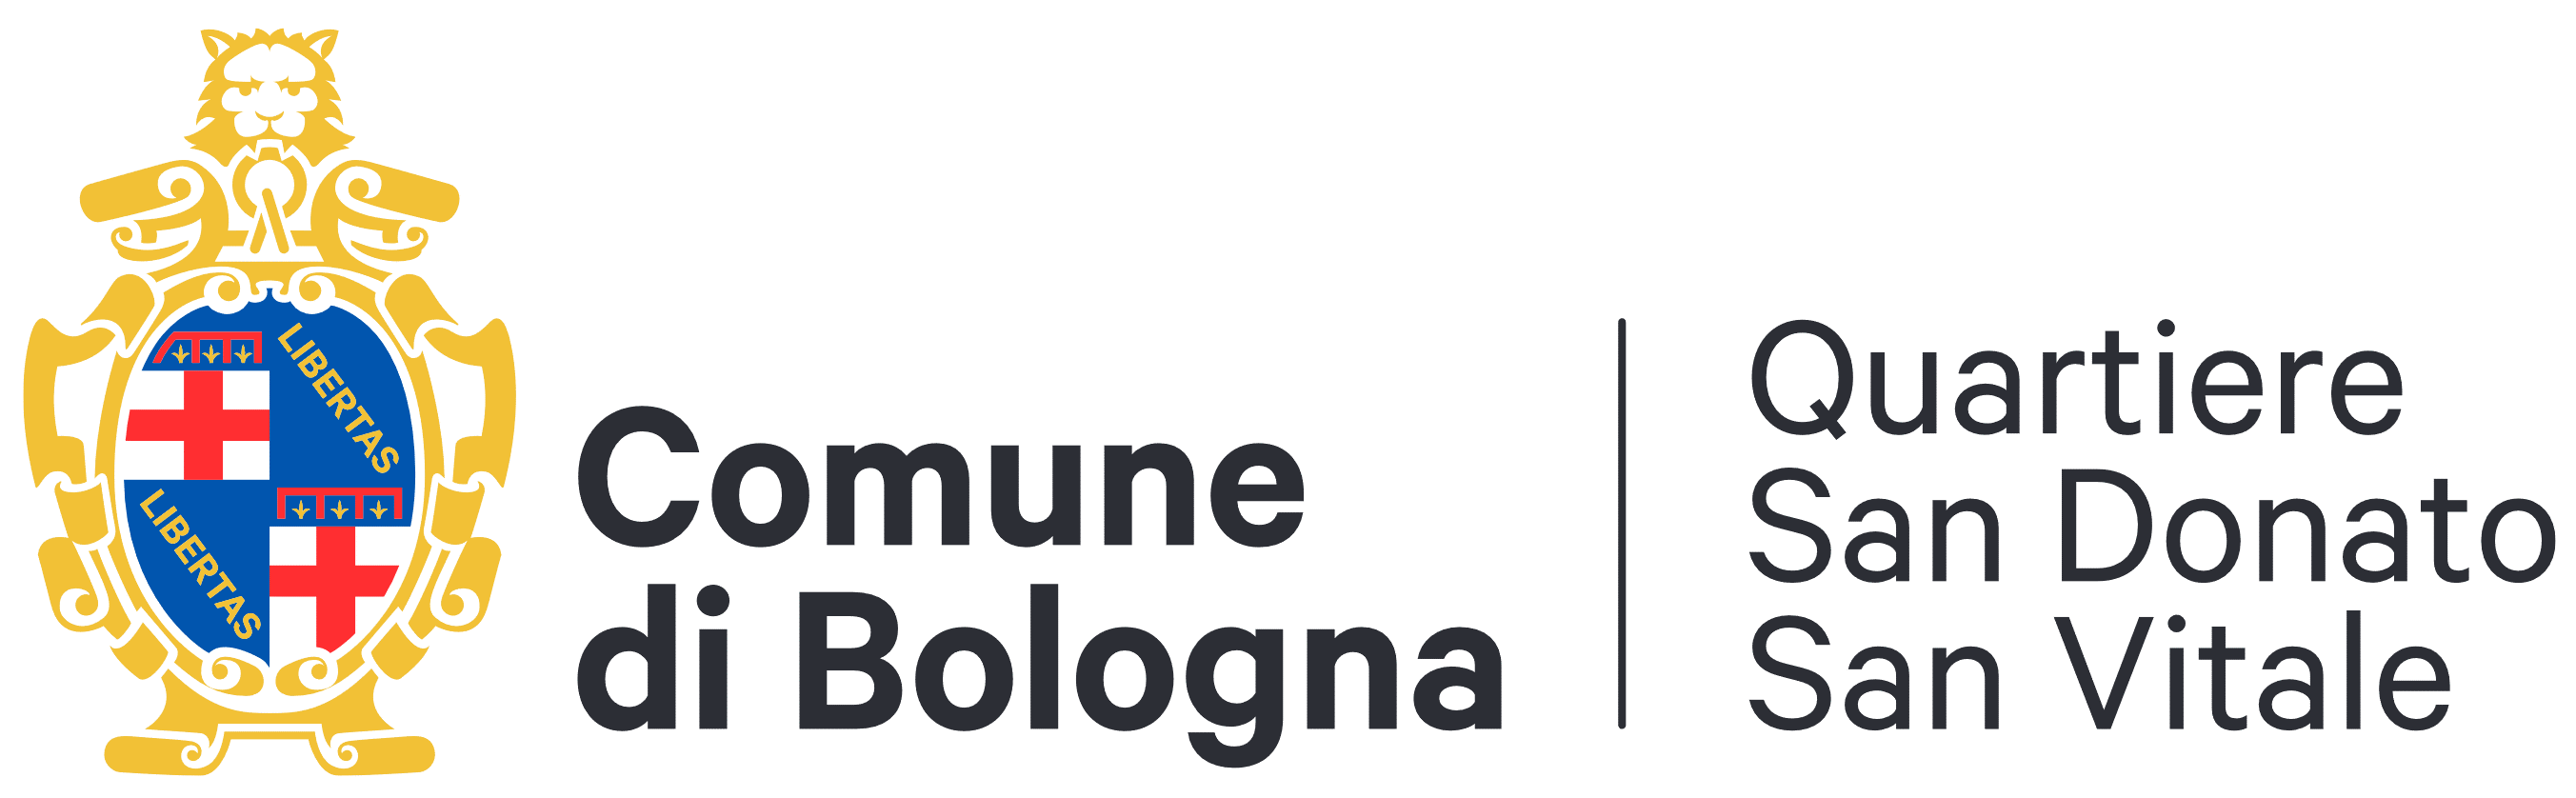 LIBERTAS
LIBERTAS
Comune
di Bologna
Quartiere
San Donato
San Vitale